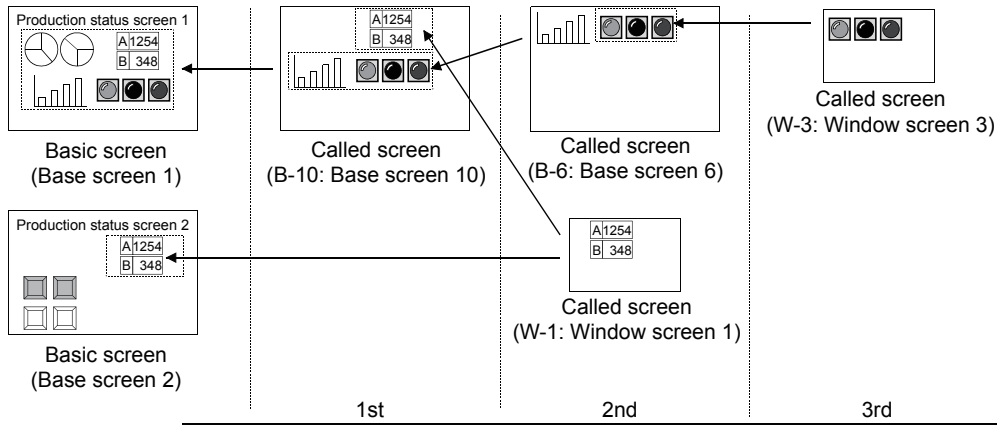 Production status screen 1
A 1254
B 348
Basic screen
(Base screen 1)
A 1254
B 348
Called screen
(B-10: Base screen 10)
Called screen
(B-6: Base screen 6)
Called screen
(W-3: Window screen 3)
Production status screen 2
A 1254
B 348
Basic screen
(Base screen 2)
A 1254
B 348
Called screen
(W-1: Window screen 1)
1st
2nd
3rd